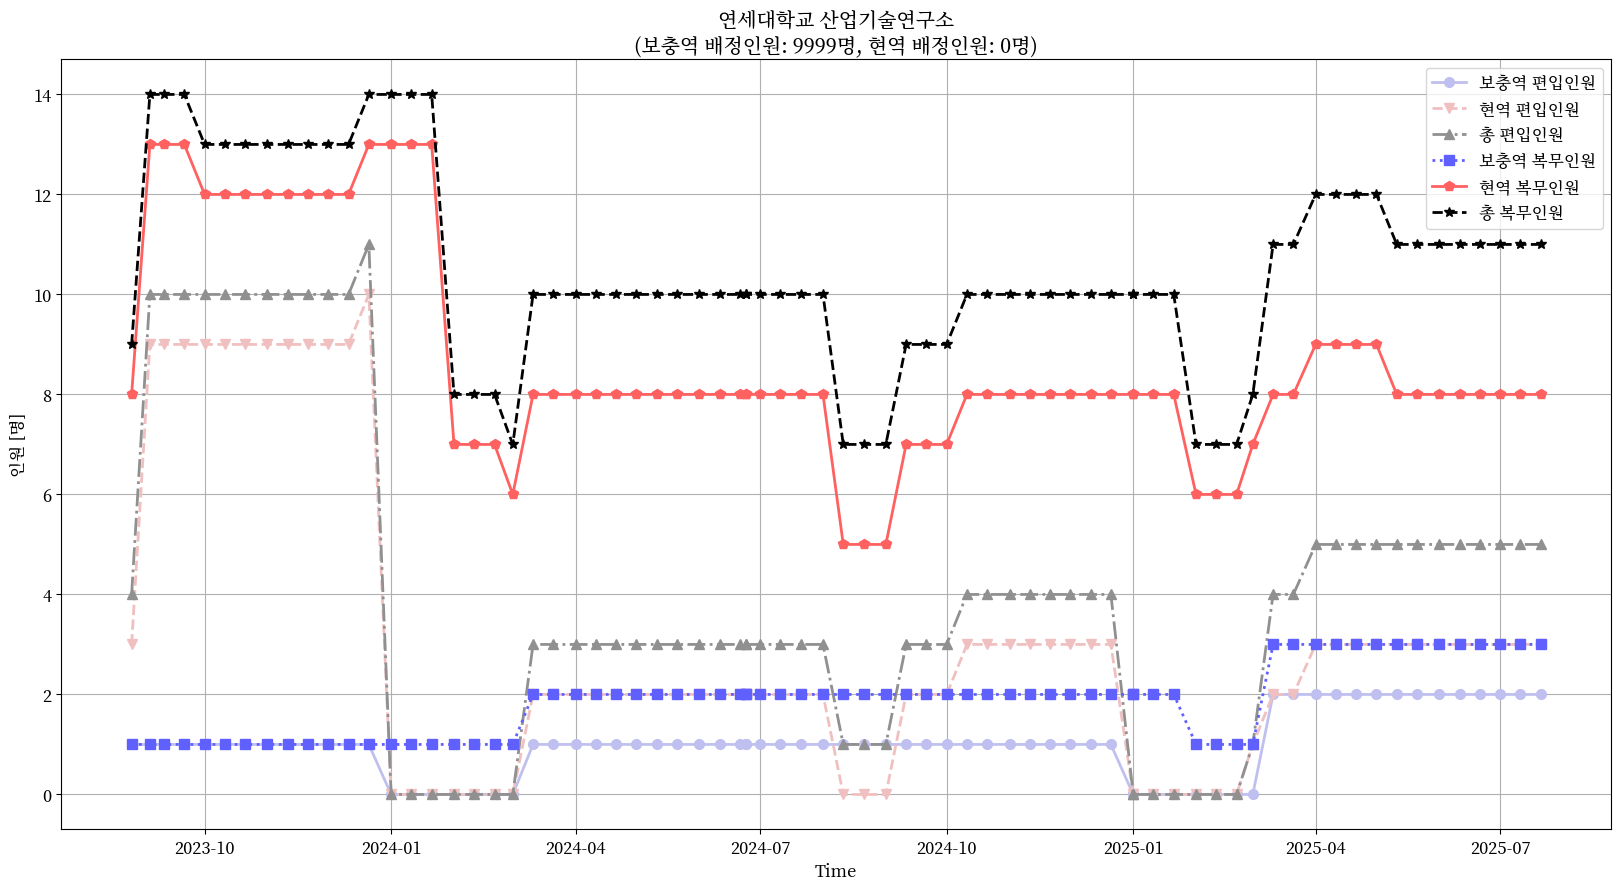 연세대학교 산업기술연구소
(보충역 배정인원: 9999명, 현역 배정인원: 0명)
보충역 편입인원
현역 편입인원
총 편입인원
보충역 복무인원
현역 복무인원
총 복무인원
인원 [명]
14
12
10
8
6
4
2
0
2023-10
2024-01
2024-04
2024-07
2024-10
2025-01
2025-04
2025-07
Time